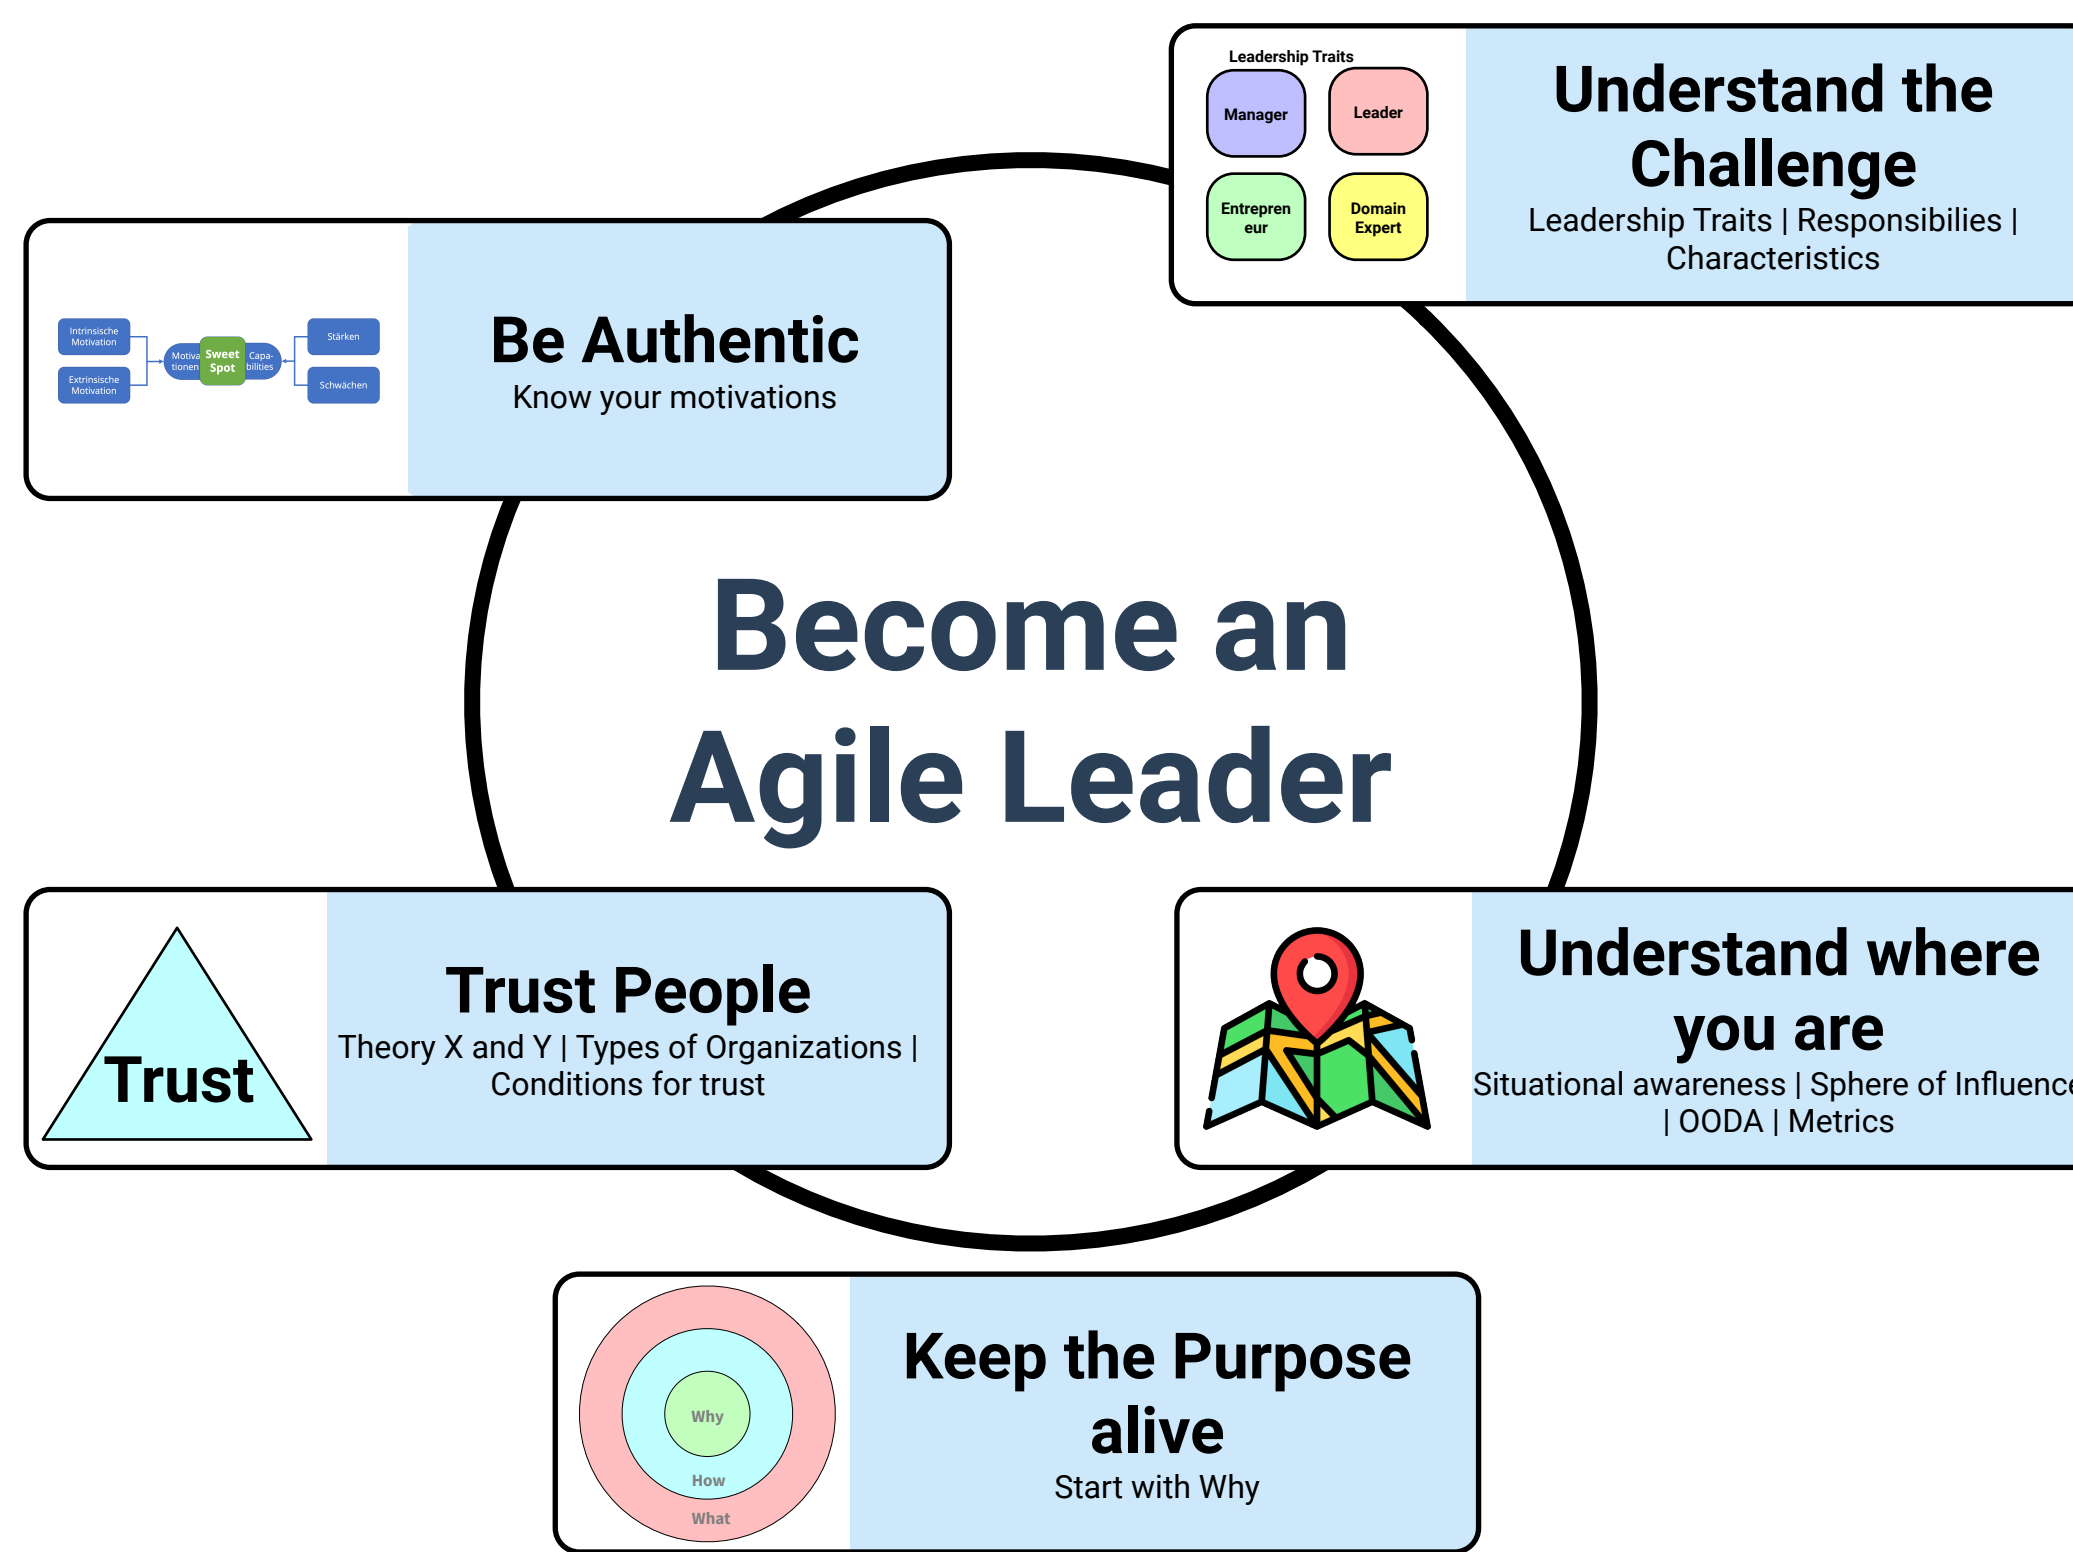 Leadership Traits
Manager
Leader
Entrepren
eur
Domain
Expert
Understand the
Challenge
Leadership Traits | Responsibilies |
Characteristics
Intrinsische
Motivation
Extrinsische
Motivation
Motiva
tionen
Sweet
Spot
Capa-
bilities
Stärken
Schwächen
Be Authentic
Know your motivations
Become an
Agile Leader
Trust
Trust People
Theory X and Y | Types of Organizations |
Conditions for trust
Understand where
you are
Situational awareness | Sphere of Influence
| OODA | Metrics
Why
How
What
Keep the Purpose
alive
Start with Why